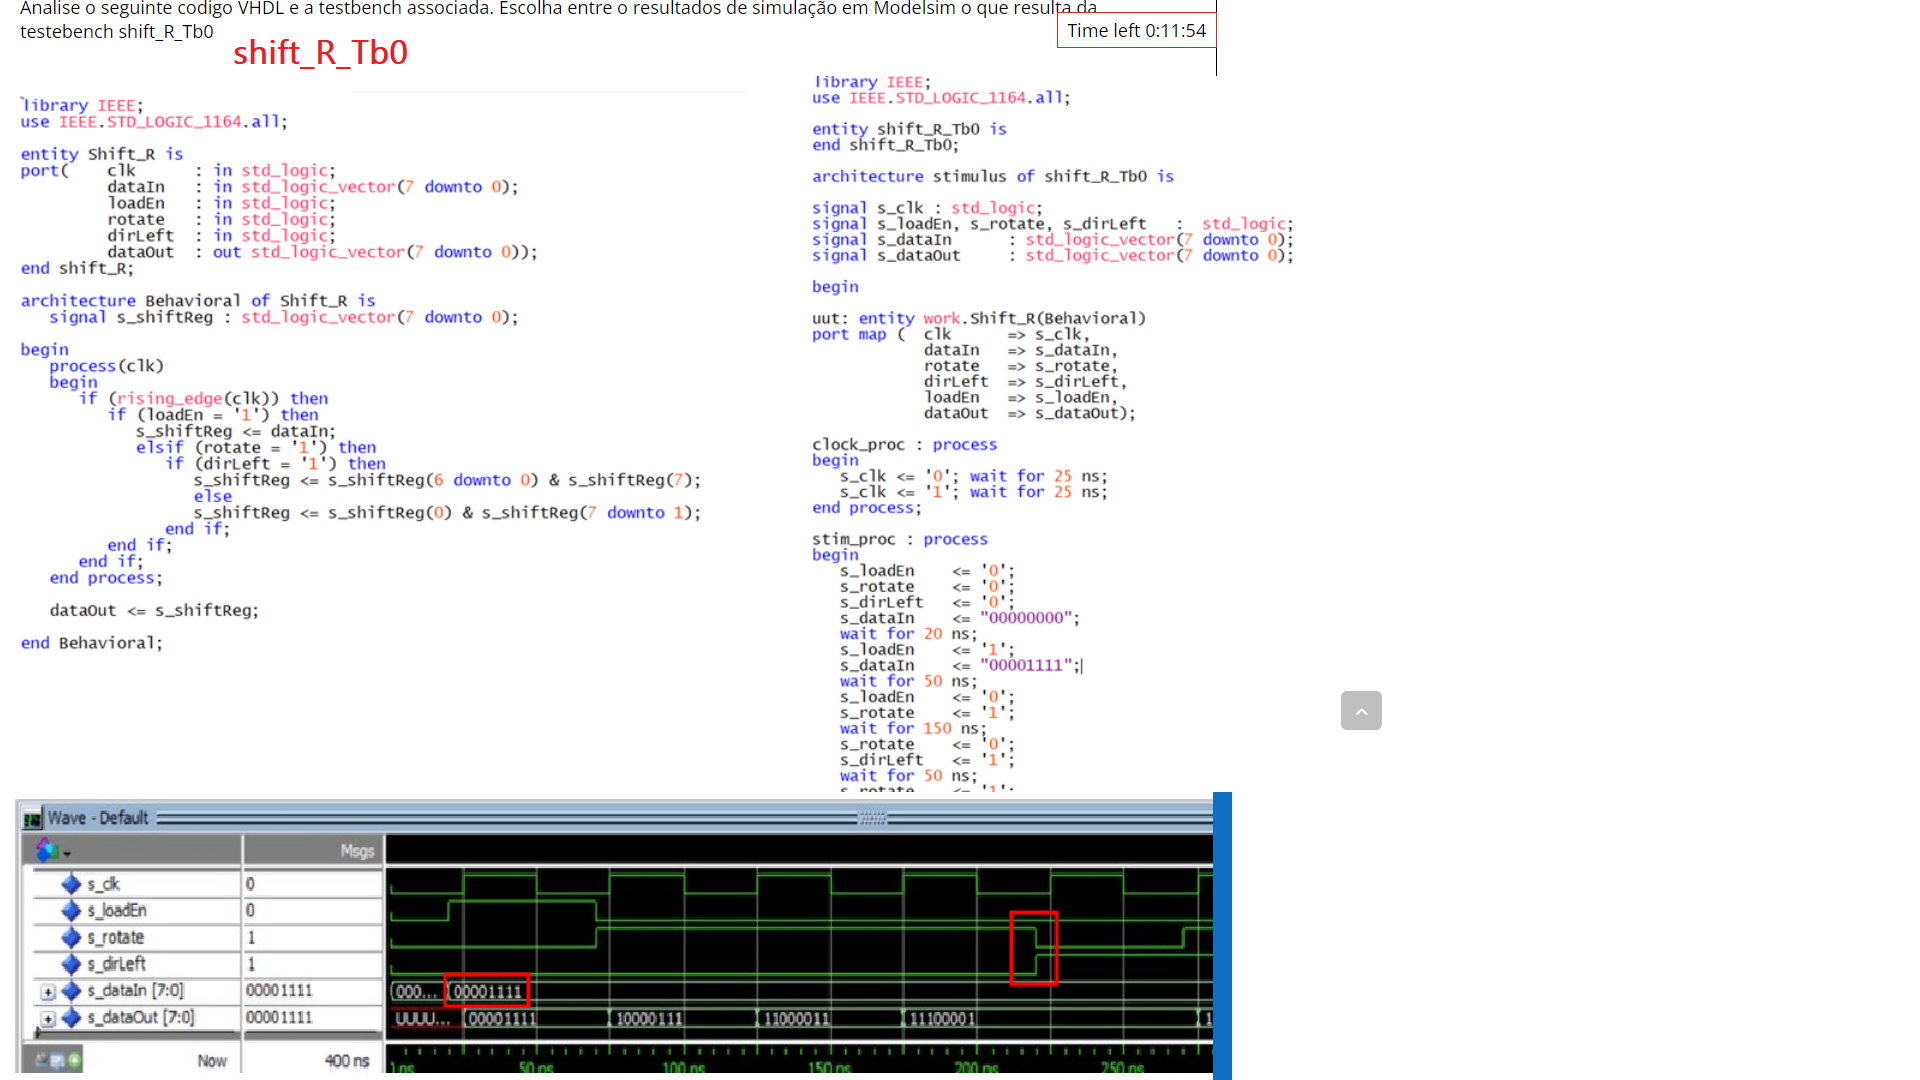 Analise o seguinte codigo VHDL e a testbench associada. Escolha entre o resultados de simulação em Modelsim o que resulta da
testebench shift_R_Tb0
Time left 0:11:54
shift_R_Tb0
library IEEE;
use IEEE.STD_LOGIC_1164.all;
entity Shift_R is
port( clk : in std_logic;
dataIn : in std_logic_vector(7 downto 0);
loadEn : in std_logic;
rotate : in std_logic;
dirLeft : in std_logic;
dataOut : out std_logic_vector(7 downto 0));
end shift_R;
architecture Behavioral of Shift_R is
signal s_shiftReg : std_logic_vector(7 downto 0);
begin
process(clk)
begin
if (rising_edge(clk)) then
if (loadEn = '1') then
s_shiftReg <= dataIn;
elsif (rotate = '1') then
if (dirLeft = '1') then
s_shiftReg <= s_shiftReg(6 downto 0) & s_shiftReg(7);
else
s_shiftReg <= s_shiftReg(0) & s_shiftReg(7 downto 1);
end if;
end if;
end if;
end process;
dataOut <= s_shiftReg;
end Behavioral;
library IEEE;
use IEEE.STD_LOGIC_1164.all;
entity shift_R_Tb0 is
end shift_R_Tb0;
architecture stimulus of shift_R_Tb0 is
signal s_clk : std_logic;
signal s_loadEn, s_rotate, s_dirLeft : std_logic;
signal s_dataIn : std_logic_vector(7 downto 0);
signal s_dataOut : std_logic_vector(7 downto 0);
begin
uut: entity work.Shift_R(Behavioral)
port map ( clk => s_clk,
dataIn => s_dataIn,
rotate => s_rotate,
dirLeft => s_dirLeft,
loadEn => s_loadEn,
dataOut => s_dataOut);
clock_proc : process
begin
s_clk <= '0'; wait for 25 ns;
s_clk <= '1'; wait for 25 ns;
end process;
stim_proc : process
begin
s_loadEn <= '0';
s_rotate <= '0';
s_dirLeft <= '0';
s_dataIn <= "00000000";
wait for 20 ns;
s_loadEn <= '1';
s_dataIn <= "00001111";
wait for 50 ns;
s_loadEn <= '0';
s_rotate <= '1';
wait for 150 ns;
s_rotate <= '0';
s_dirLeft <= '1';
wait for 50 ns;
s_rotate <= '1';
Wave - Default
Msgs
s_clk 0
s_loadEn 0
s_rotate 1
s_dirLeft 1
s_dataIn [7:0] 00001111 000... 00001111
s_dataOut [7:0] 00001111 UUUU... 00001111 10000111 11000011 11100001 1
Now 400 ns ns 50 ns 100 ns 150 ns 200 ns 250 ns